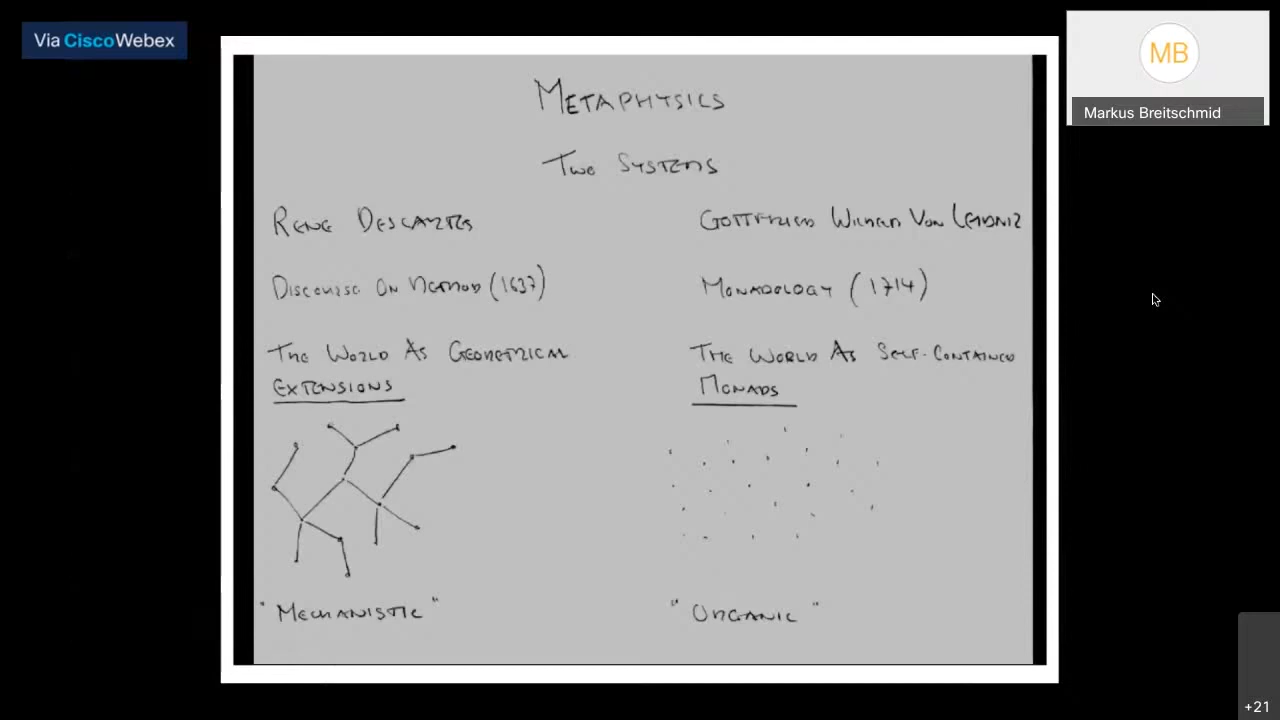 Via Cisco Webex
MB
Markus Breitschmid
METAPHYSICS
TWO SYSTEMS
RENE DESCARTES
GOTTFRIED WILHELM VON LEIBNIZ
DISCOURSE ON METHOD (1637)
MONADOLOGY (1714)
THE WORLD AS GEOMETRICAL
EXTENSIONS
THE WORLD AS SELF-CONTAINED
MONADS
"MECHANISTIC"
"ORGANIC"
+21